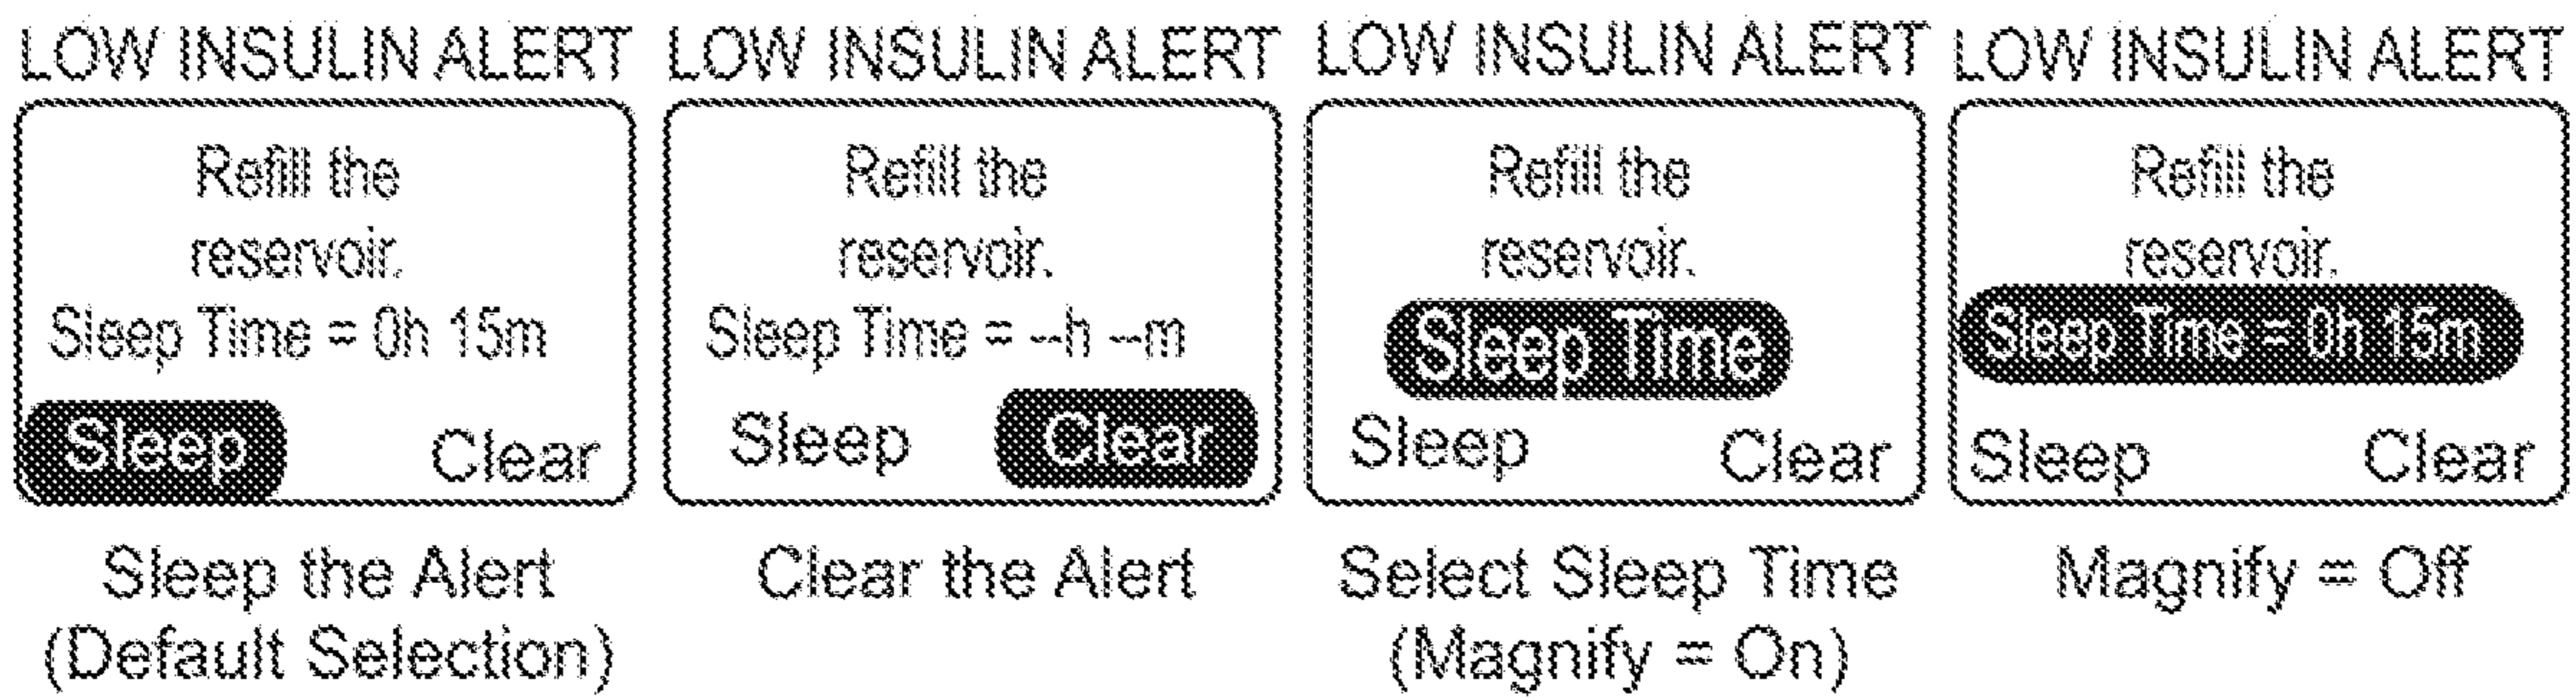 LOW INSULIN ALERT
Refill the
reservoir.
Sleep Time = 0h 15m
Sleep Clear
Sleep the Alert
(Default Selection)
LOW INSULIN ALERT
Refill the
reservoir.
Sleep Time = --h --m
Sleep Clear
Clear the Alert
LOW INSULIN ALERT
Refill the
reservoir.
Sleep Time
Sleep Clear
Select Sleep Time
(Magnify = On)
LOW INSULIN ALERT
Refill the
reservoir.
Sleep Time = 0h 15m
Sleep Clear
Magnify = Off